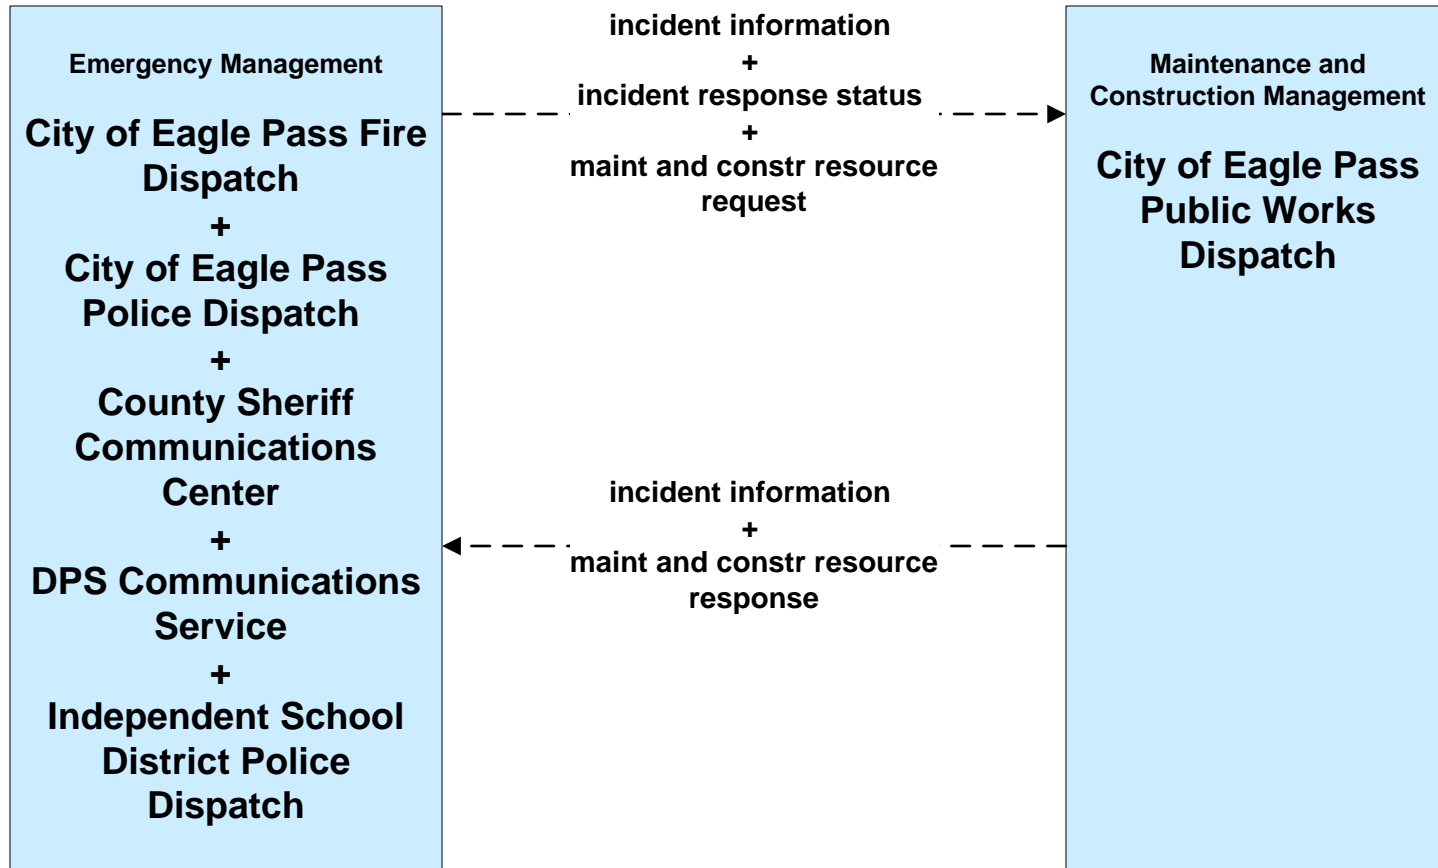 Emergency Management
City of Eagle Pass Fire
Dispatch
+
City of Eagle Pass
Police Dispatch
+
County Sheriff
Communications
Center
+
DPS Communications
Service
+
Independent School
District Police
Dispatch
incident information
+
incident response status
+
maint and constr resource
request
incident information
+
maint and constr resource
response
Maintenance and
Construction Management
City of Eagle Pass
Public Works
Dispatch